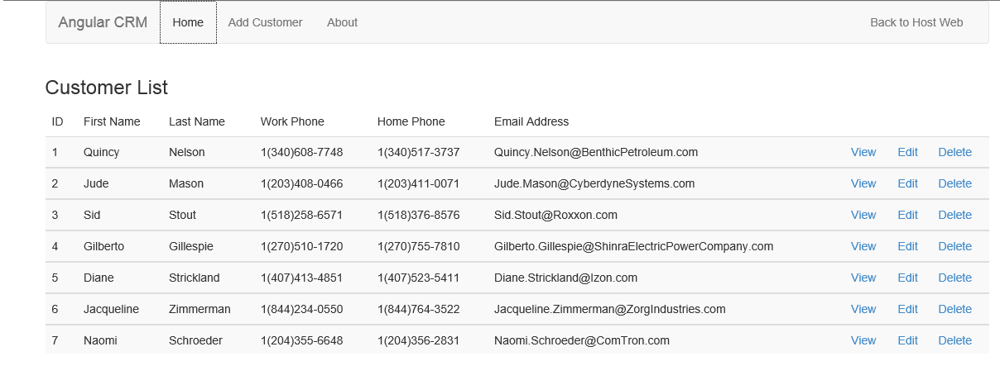 Angular CRM Home Add Customer About Back to Host Web
Customer List
ID First Name Last Name Work Phone Home Phone Email Address
1 Quincy Nelson 1(340)608-7748 1(340)517-3737 Quincy.Nelson@BenthicPetroleum.com View Edit Delete
2 Jude Mason 1(203)408-0466 1(203)411-0071 Jude.Mason@CyberdyneSystems.com View Edit Delete
3 Sid Stout 1(518)258-6571 1(518)376-8576 Sid.Stout@Roxxon.com View Edit Delete
4 Gilberto Gillespie 1(270)510-1720 1(270)755-7810 Gilberto.Gillespie@ShinraElectricPowerCompany.com View Edit Delete
5 Diane Strickland 1(407)413-4851 1(407)523-5411 Diane.Strickland@Izon.com View Edit Delete
6 Jacqueline Zimmerman 1(844)234-0550 1(844)764-3522 Jacqueline.Zimmerman@ZorgIndustries.com View Edit Delete
7 Naomi Schroeder 1(204)355-6648 1(204)356-2831 Naomi.Schroeder@ComTron.com View Edit Delete